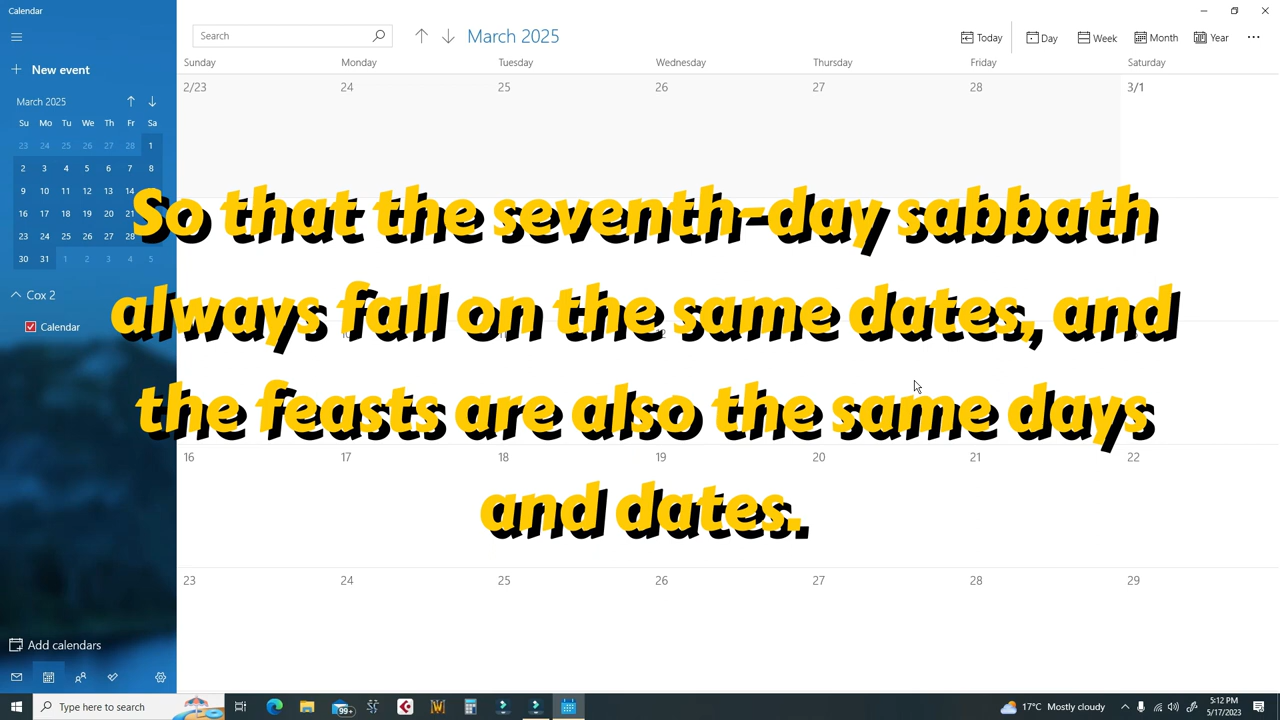 Calendar
Search
March 2025
Today
Day
Week
Month
Year
New event
Sunday Monday Tuesday Wednesday Thursday Friday Saturday
2/23 24 25 26 27 28 3/1
March 2025
Su Mo Tu We Th Fr Sa
23 24 25 26 27 28 1
2 3 4 5 6 7 8
9 10 11 12 13 14
16 17 18 19 20 21
23 24 25 26 27 28
30 31 1 2 3 4 5
Cox 2
Calendar
So that the seventh-day sabbath
always fall on the same dates, and
the feasts are also the same days
and dates.
16 17 18 19 20 21 22
23 24 25 26 27 28 29
Add calendars
Type here to search
99+
17°C Mostly cloudy
5:12 PM
5/17/2023